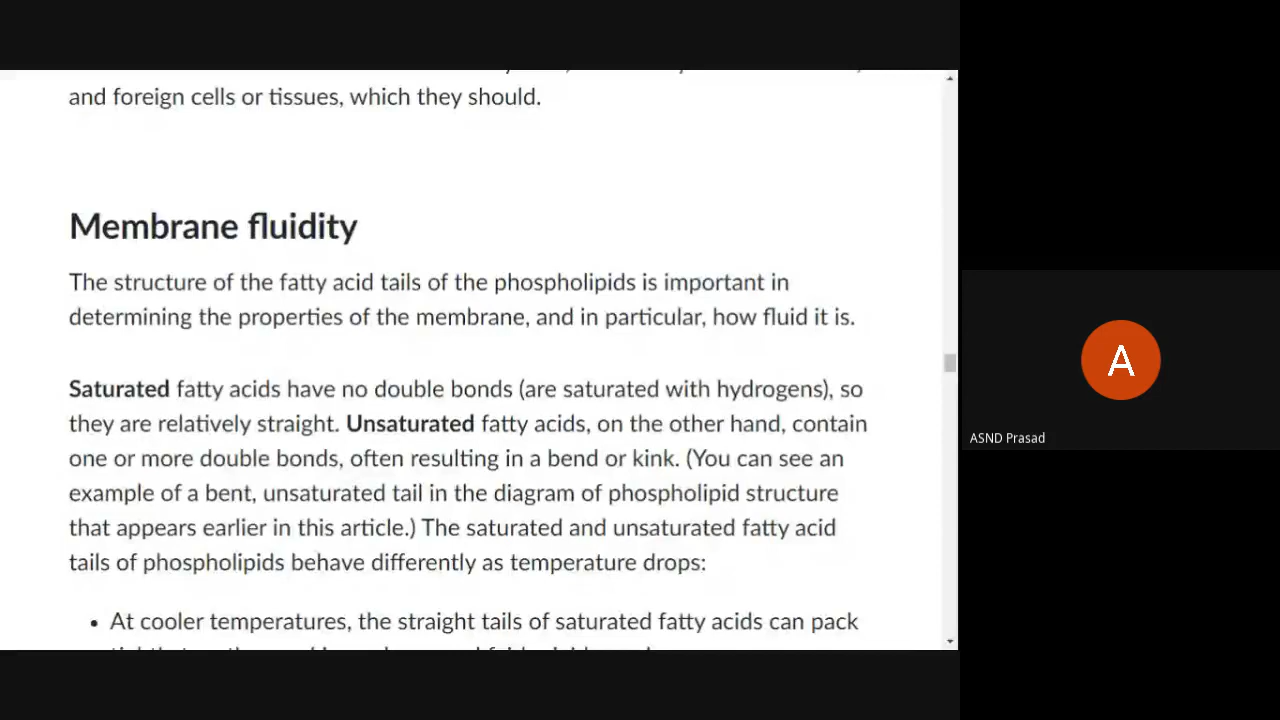 and foreign cells or tissues, which they should.
Membrane fluidity
The structure of the fatty acid tails of the phospholipids is important in
determining the properties of the membrane, and in particular, how fluid it is.
Saturated fatty acids have no double bonds (are saturated with hydrogens), so
they are relatively straight. Unsaturated fatty acids, on the other hand, contain
one or more double bonds, often resulting in a bend or kink. (You can see an
example of a bent, unsaturated tail in the diagram of phospholipid structure
that appears earlier in this article.) The saturated and unsaturated fatty acid
tails of phospholipids behave differently as temperature drops:
• At cooler temperatures, the straight tails of saturated fatty acids can pack
A
ASND Prasad